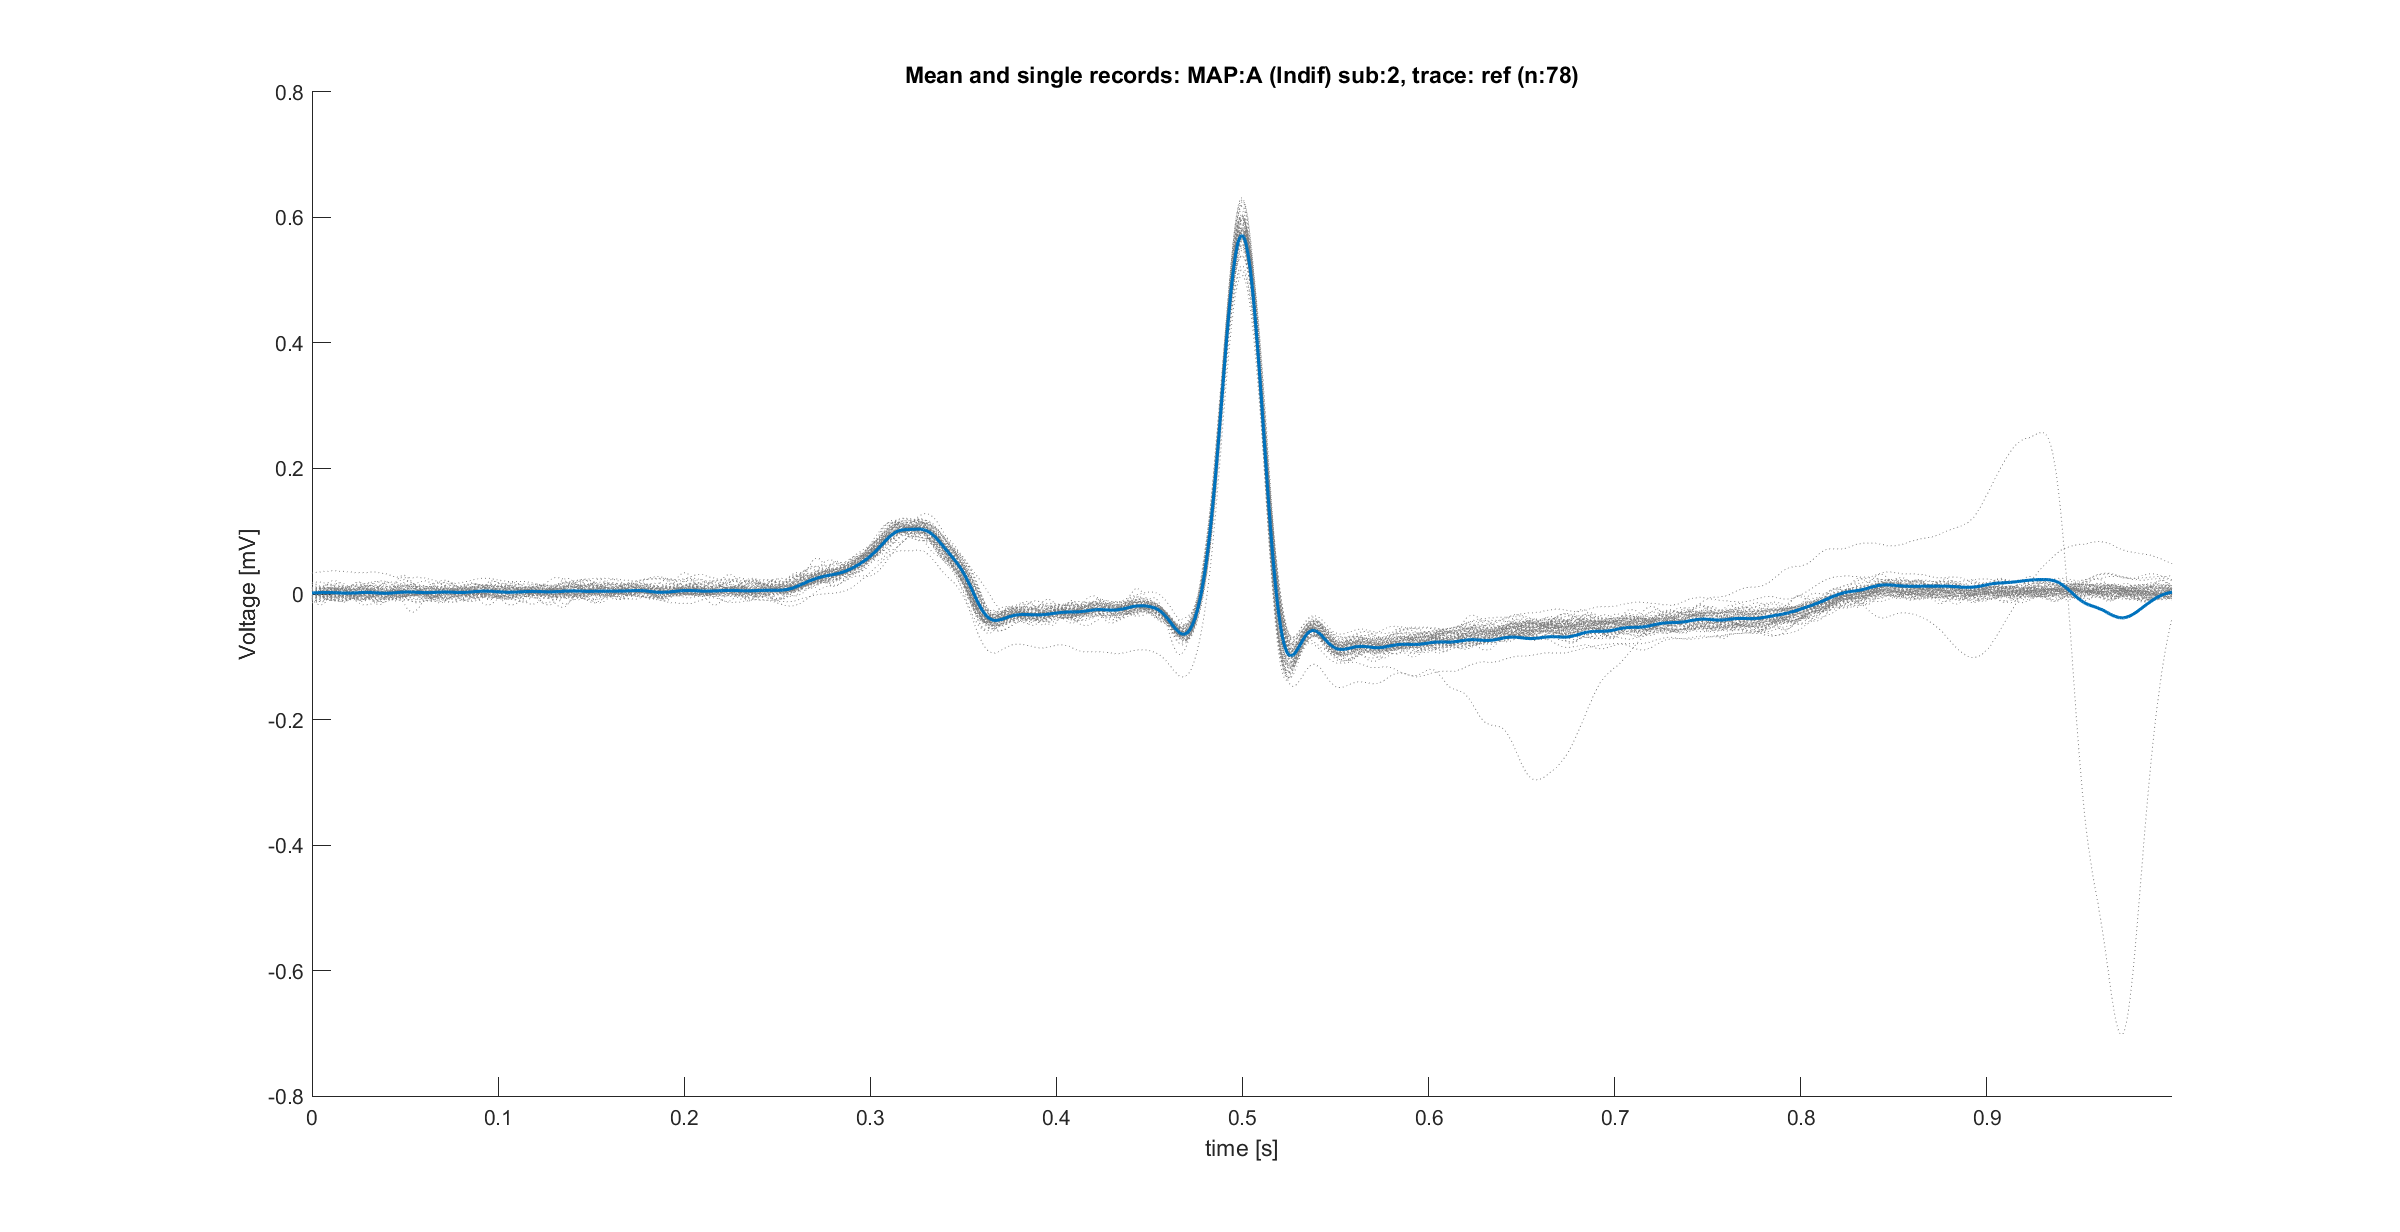 Mean and single records: MAP:A (Indif) sub:2, trace: ref (n:78)
0.8
0.6
0.4
0.2
0
-0.2
-0.4
-0.6
-0.8
Voltage [mV]
0 0.1 0.2 0.3 0.4 0.5 0.6 0.7 0.8 0.9
time [s]